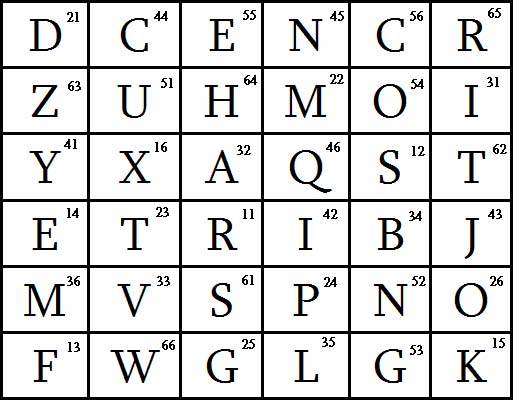 D 21 C 44 E 55 N 45 C 56 R 65
Z 63 U 51 H 64 M 22 O 54 I 31
Y 41 X 16 A 32 Q 46 S 12 T 62
E 14 T 23 R 11 I 42 B 34 J 43
M 36 V 33 S 61 P 24 N 52 O 26
F 13 W 66 G 25 L 35 G 53 K 15